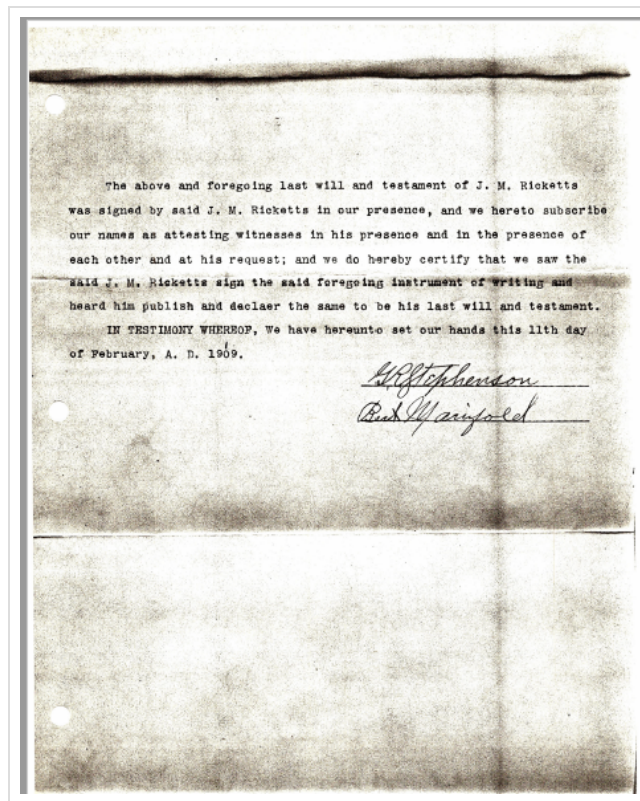 The above and foregoing last will and testament of J. M. Ricketts
was signed by said J. M. Ricketts in our presence, and we hereto subscribe
our names as attesting witnesses in his presence and in the presence of
each other and at his request; and we do hereby certify that we saw the
said J. M. Ricketts sign the said foregoing instrument of writing and
heard him publish and declaer the same to be his last will and testament.
IN TESTIMONY WHEREOF, We have hereunto set our hands this 11th day
of February, A. D. 1909.
G R Stephenson
Bert Marigold